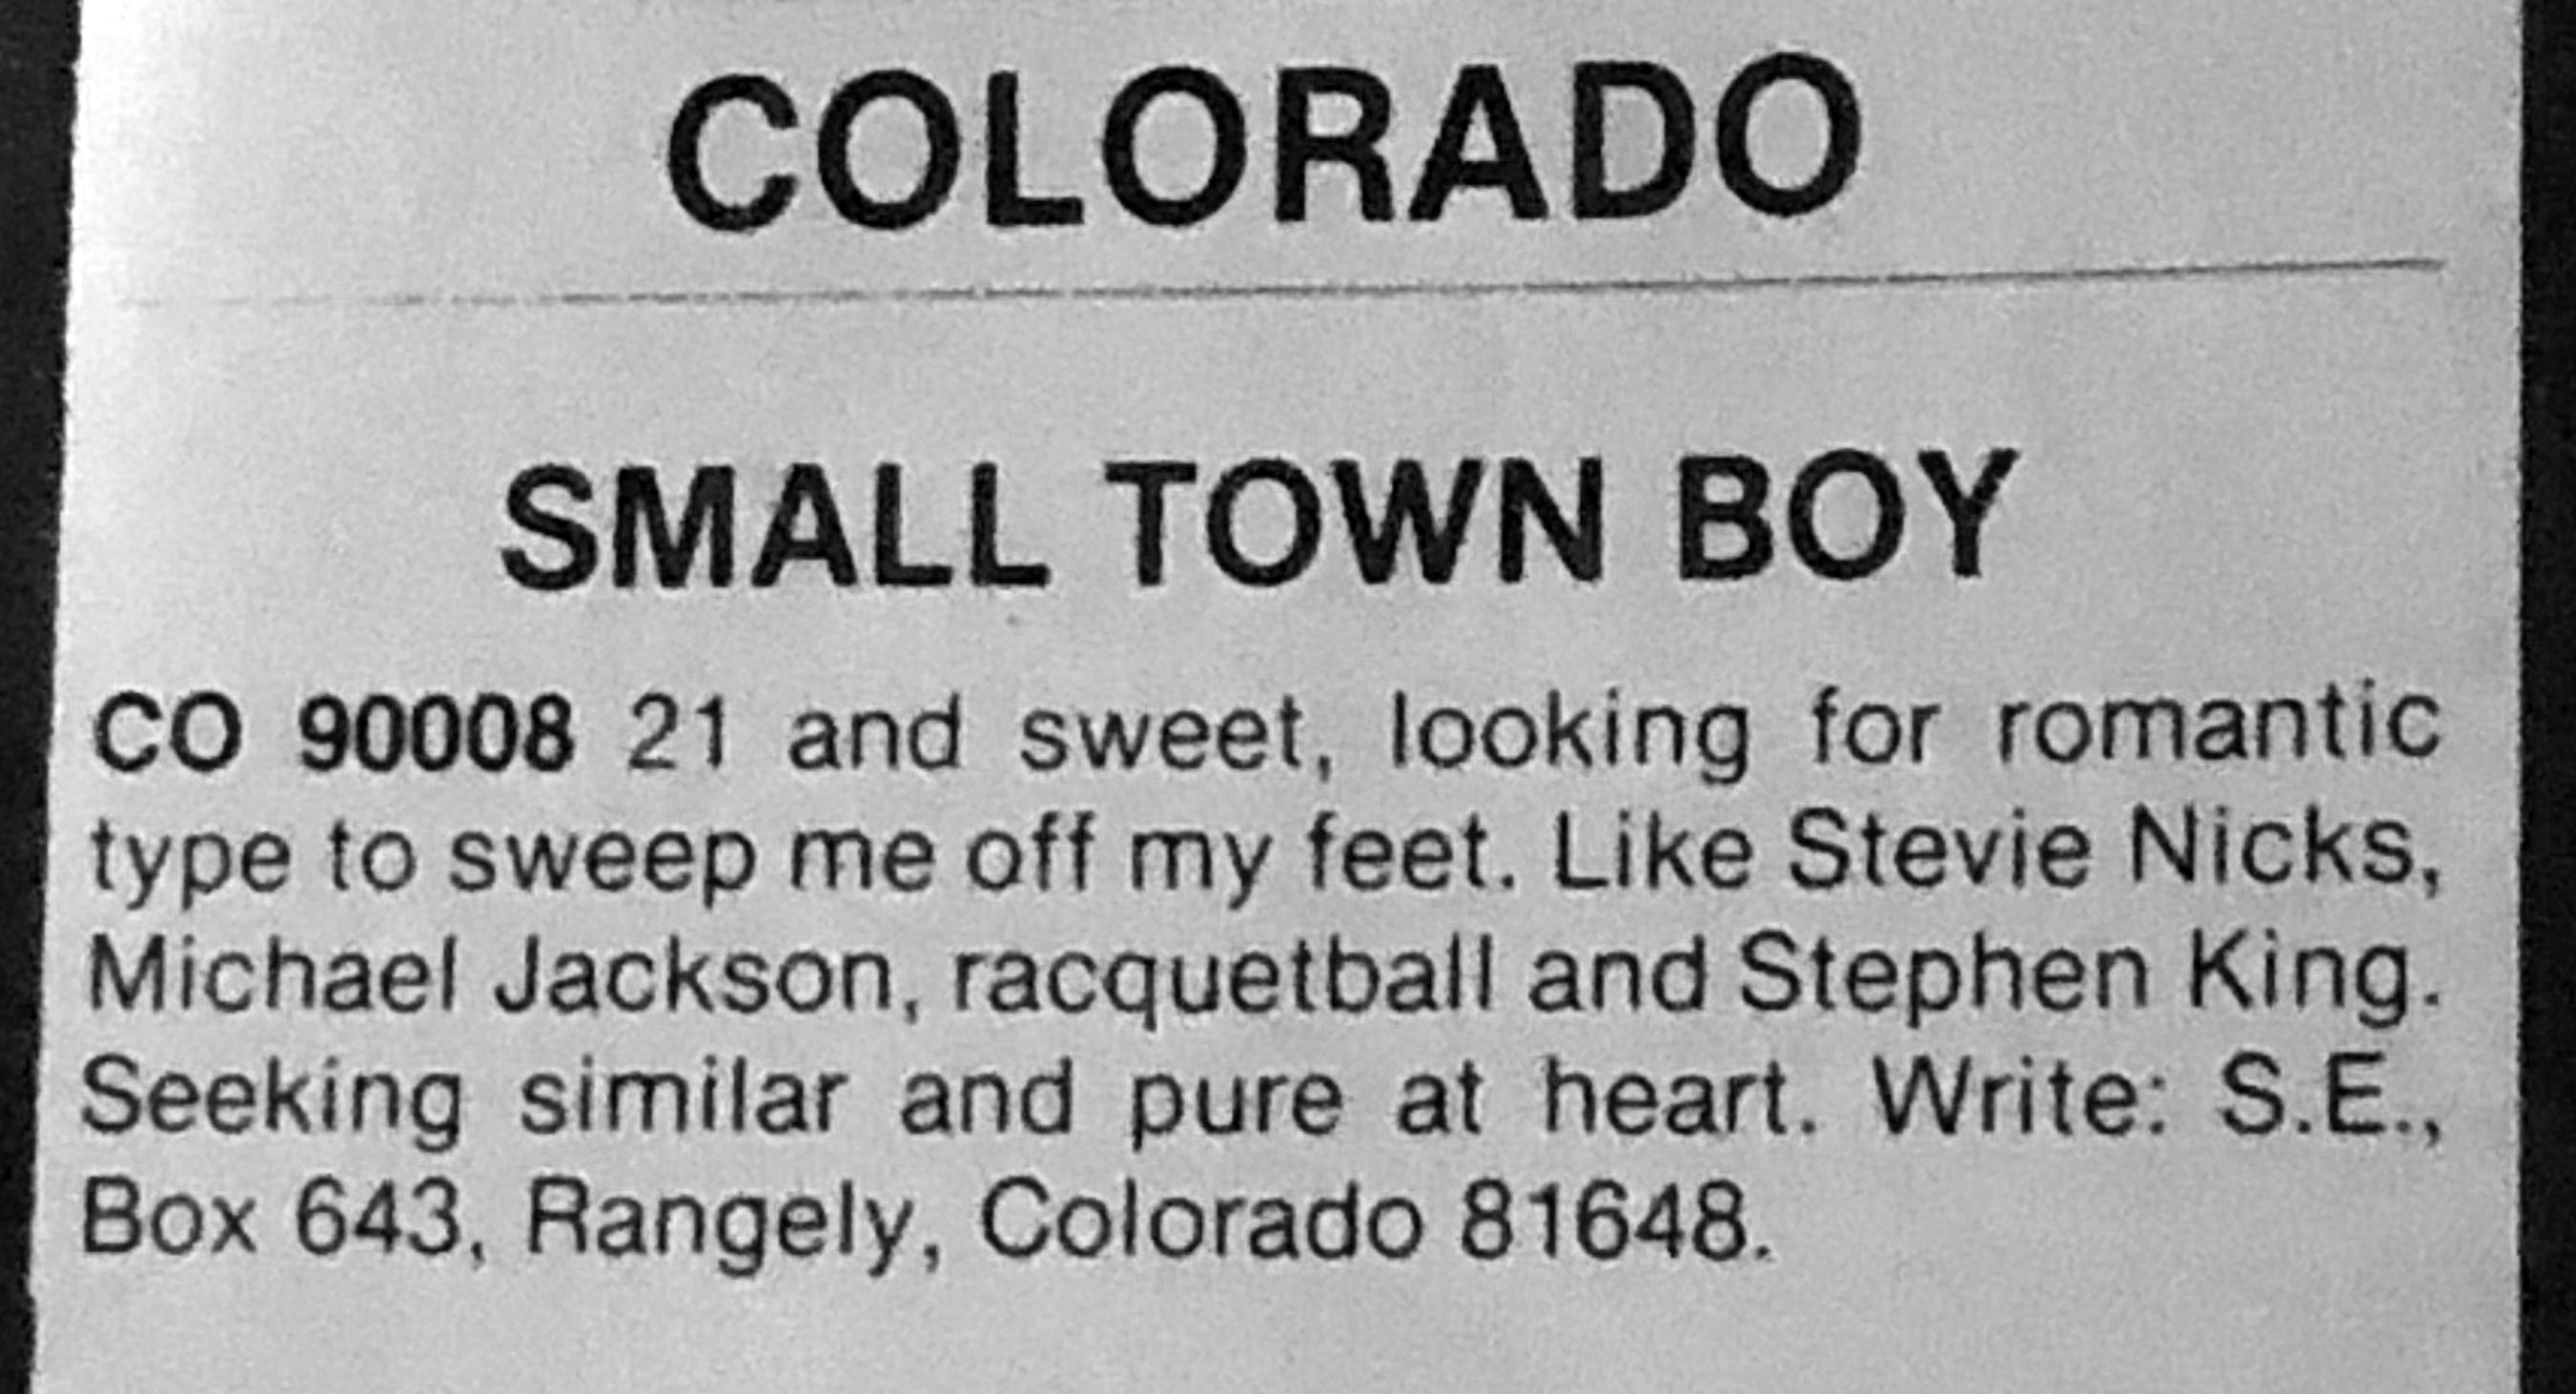 COLORADO
SMALL TOWN BOY
CO 90008 21 and sweet, looking for romantic
type to sweep me off my feet. Like Stevie Nicks,
Michael Jackson, racquetball and Stephen King.
Seeking similar and pure at heart. Write: S.E.,
Box 643, Rangely, Colorado 81648.